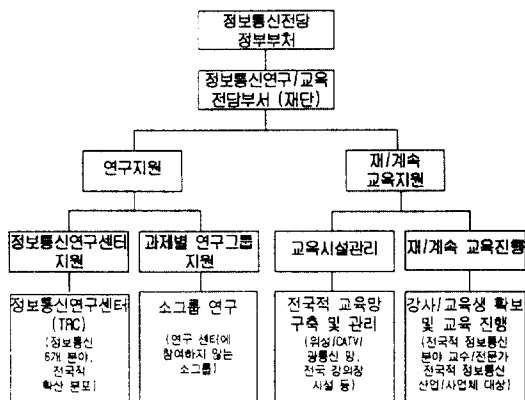 정보통신전당
정부부처
정보통신연구/교육
전당부서 (재단)
연구지원
재/계속
교육지원
정보통신연구센터
지원
과제별 연구그룹
지원
교육시설관리
재/계속 교육진행
정보통신연구센터
(TRC)
(정보통신
6개 분야,
전국적
확산 분포)
소그룹 연구
(연구 센터에
참여하지 않는
소그룹)
전국적 교육망
구축 및 관리
(위성/CATV/
광통신 망,
전국 강의장
시설 등)
강사/교육생 확보
및 교육 진행
(전국적 정보통신
분야 교수/전문가
전국적 정보통신
산업/사업체 대상)